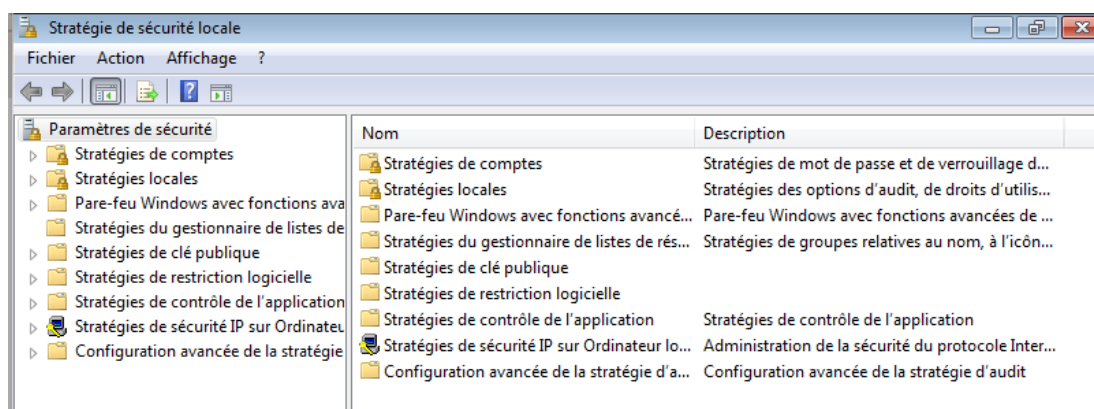 Stratégie de sécurité locale
Fichier Action Affichage ?
Paramètres de sécurité
Stratégies de comptes
Stratégies locales
Pare-feu Windows avec fonctions ava
Stratégies du gestionnaire de listes de
Stratégies de clé publique
Stratégies de restriction logicielle
Stratégies de contrôle de l'application
Stratégies de sécurité IP sur Ordinateu
Configuration avancée de la stratégie
Nom Description
Stratégies de comptes Stratégies de mot de passe et de verrouillage d...
Stratégies locales Stratégies des options d'audit, de droits d'utilis...
Pare-feu Windows avec fonctions avancé... Pare-feu Windows avec fonctions avancées de ...
Stratégies du gestionnaire de listes de rés... Stratégies de groupes relatives au nom, à l'icôn...
Stratégies de clé publique
Stratégies de restriction logicielle
Stratégies de contrôle de l'application Stratégies de contrôle de l'application
Stratégies de sécurité IP sur Ordinateur lo... Administration de la sécurité du protocole Inter...
Configuration avancée de la stratégie d'a... Configuration avancée de la stratégie d'audit